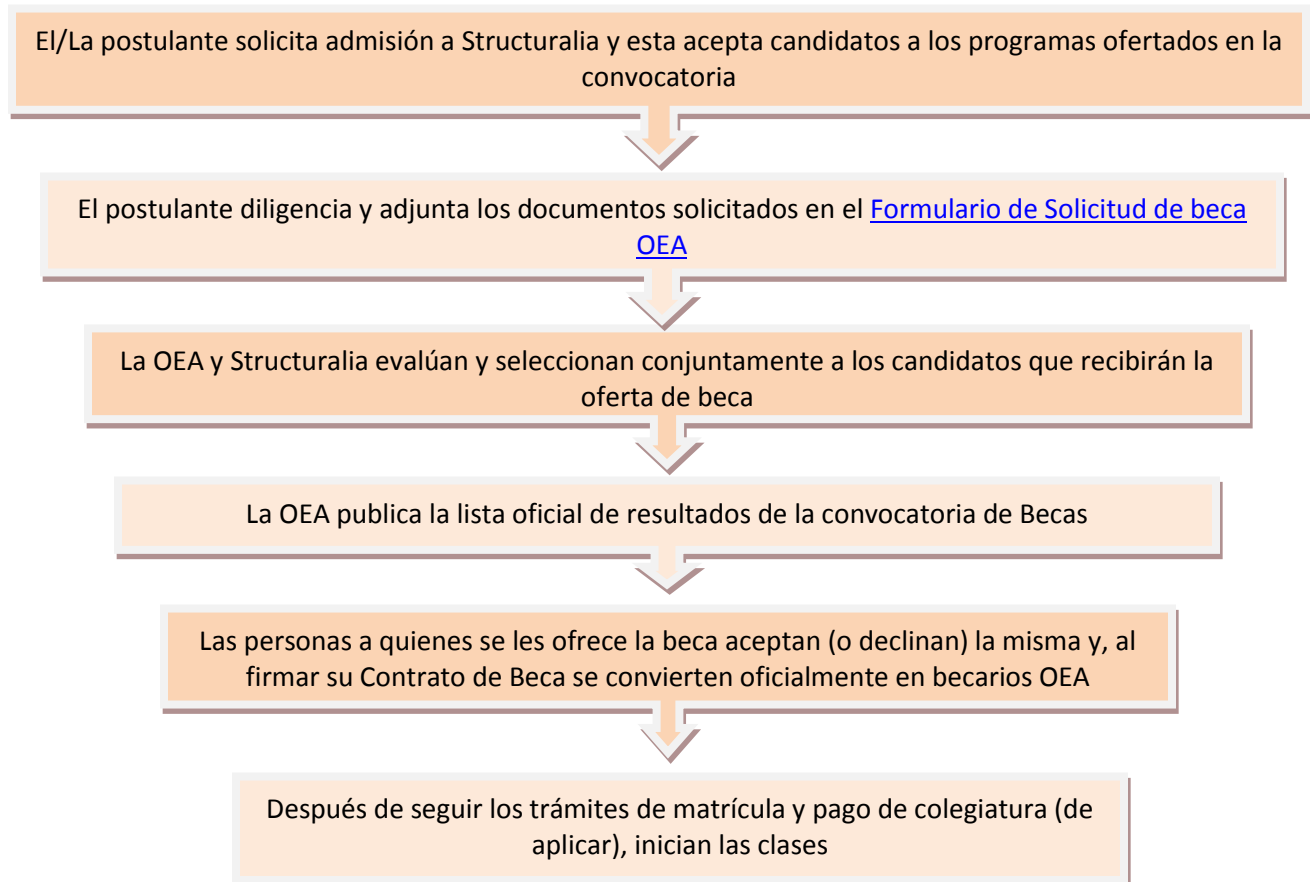 El/La postulante solicita admisión a Structuralia y esta acepta candidatos a los programas ofertados en la
convocatoria
El postulante diligencia y adjunta los documentos solicitados en el Formulario de Solicitud de beca
OEA
La OEA y Structuralia evalúan y seleccionan conjuntamente a los candidatos que recibirán la
oferta de beca
La OEA publica la lista oficial de resultados de la convocatoria de Becas
Las personas a quienes se les ofrece la beca aceptan (o declinan) la misma y, al
firmar su Contrato de Beca se convierten oficialmente en becarios OEA
Después de seguir los trámites de matrícula y pago de colegiatura (de
aplicar), inician las clases